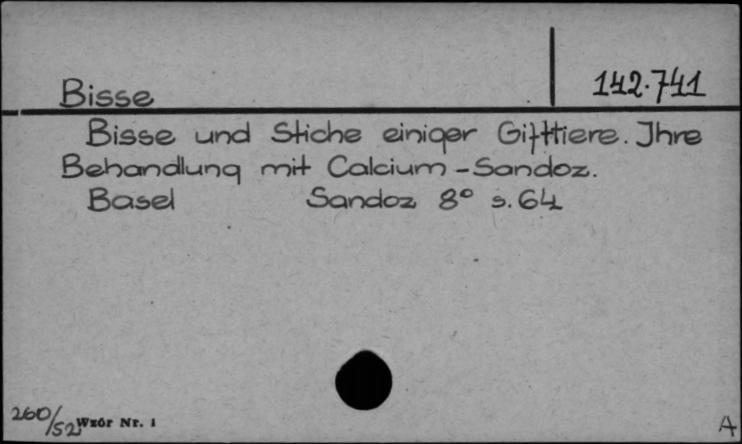 Bisse
142.741
Bisse und Stiche einiger Gifttiere. Ihre
Behandlung mit Calcium-Sandoz.
Basel Sandoz 8° s. 64
260/52 Wzór Nr. 1
A